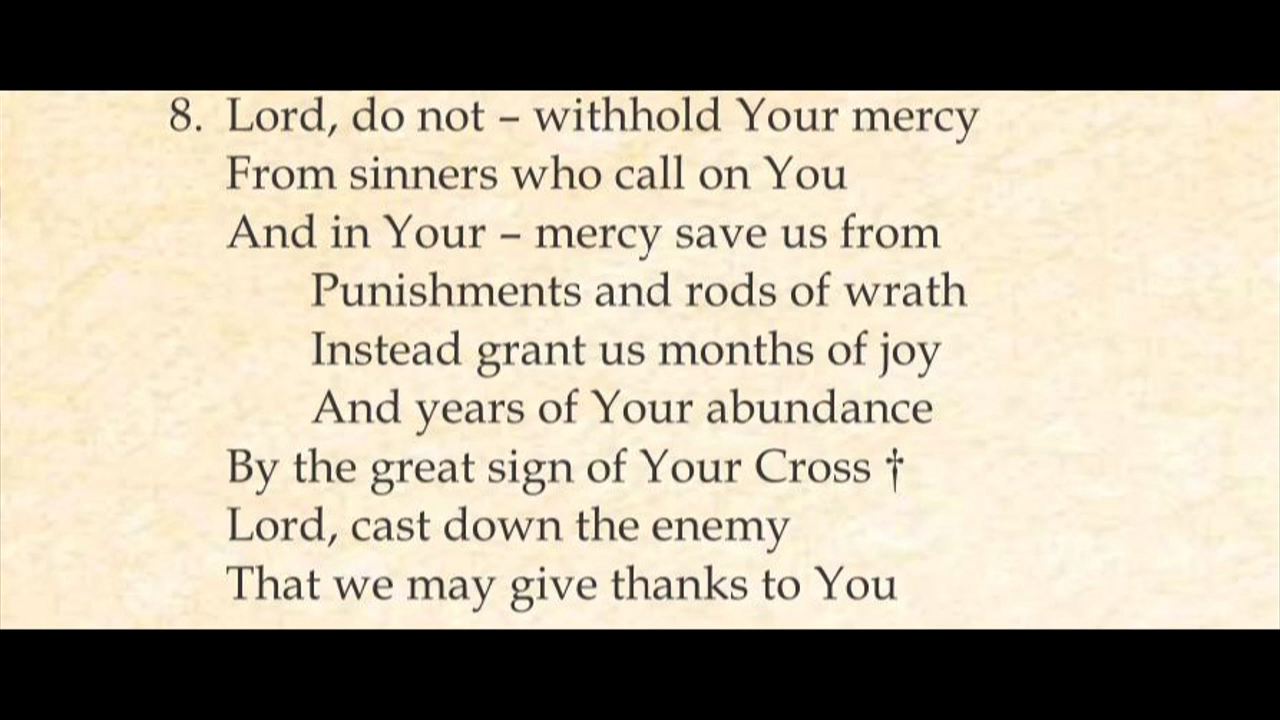 8. Lord, do not – withhold Your mercy
From sinners who call on You
And in Your – mercy save us from
Punishments and rods of wrath
Instead grant us months of joy
And years of Your abundance
By the great sign of Your Cross †
Lord, cast down the enemy
That we may give thanks to You